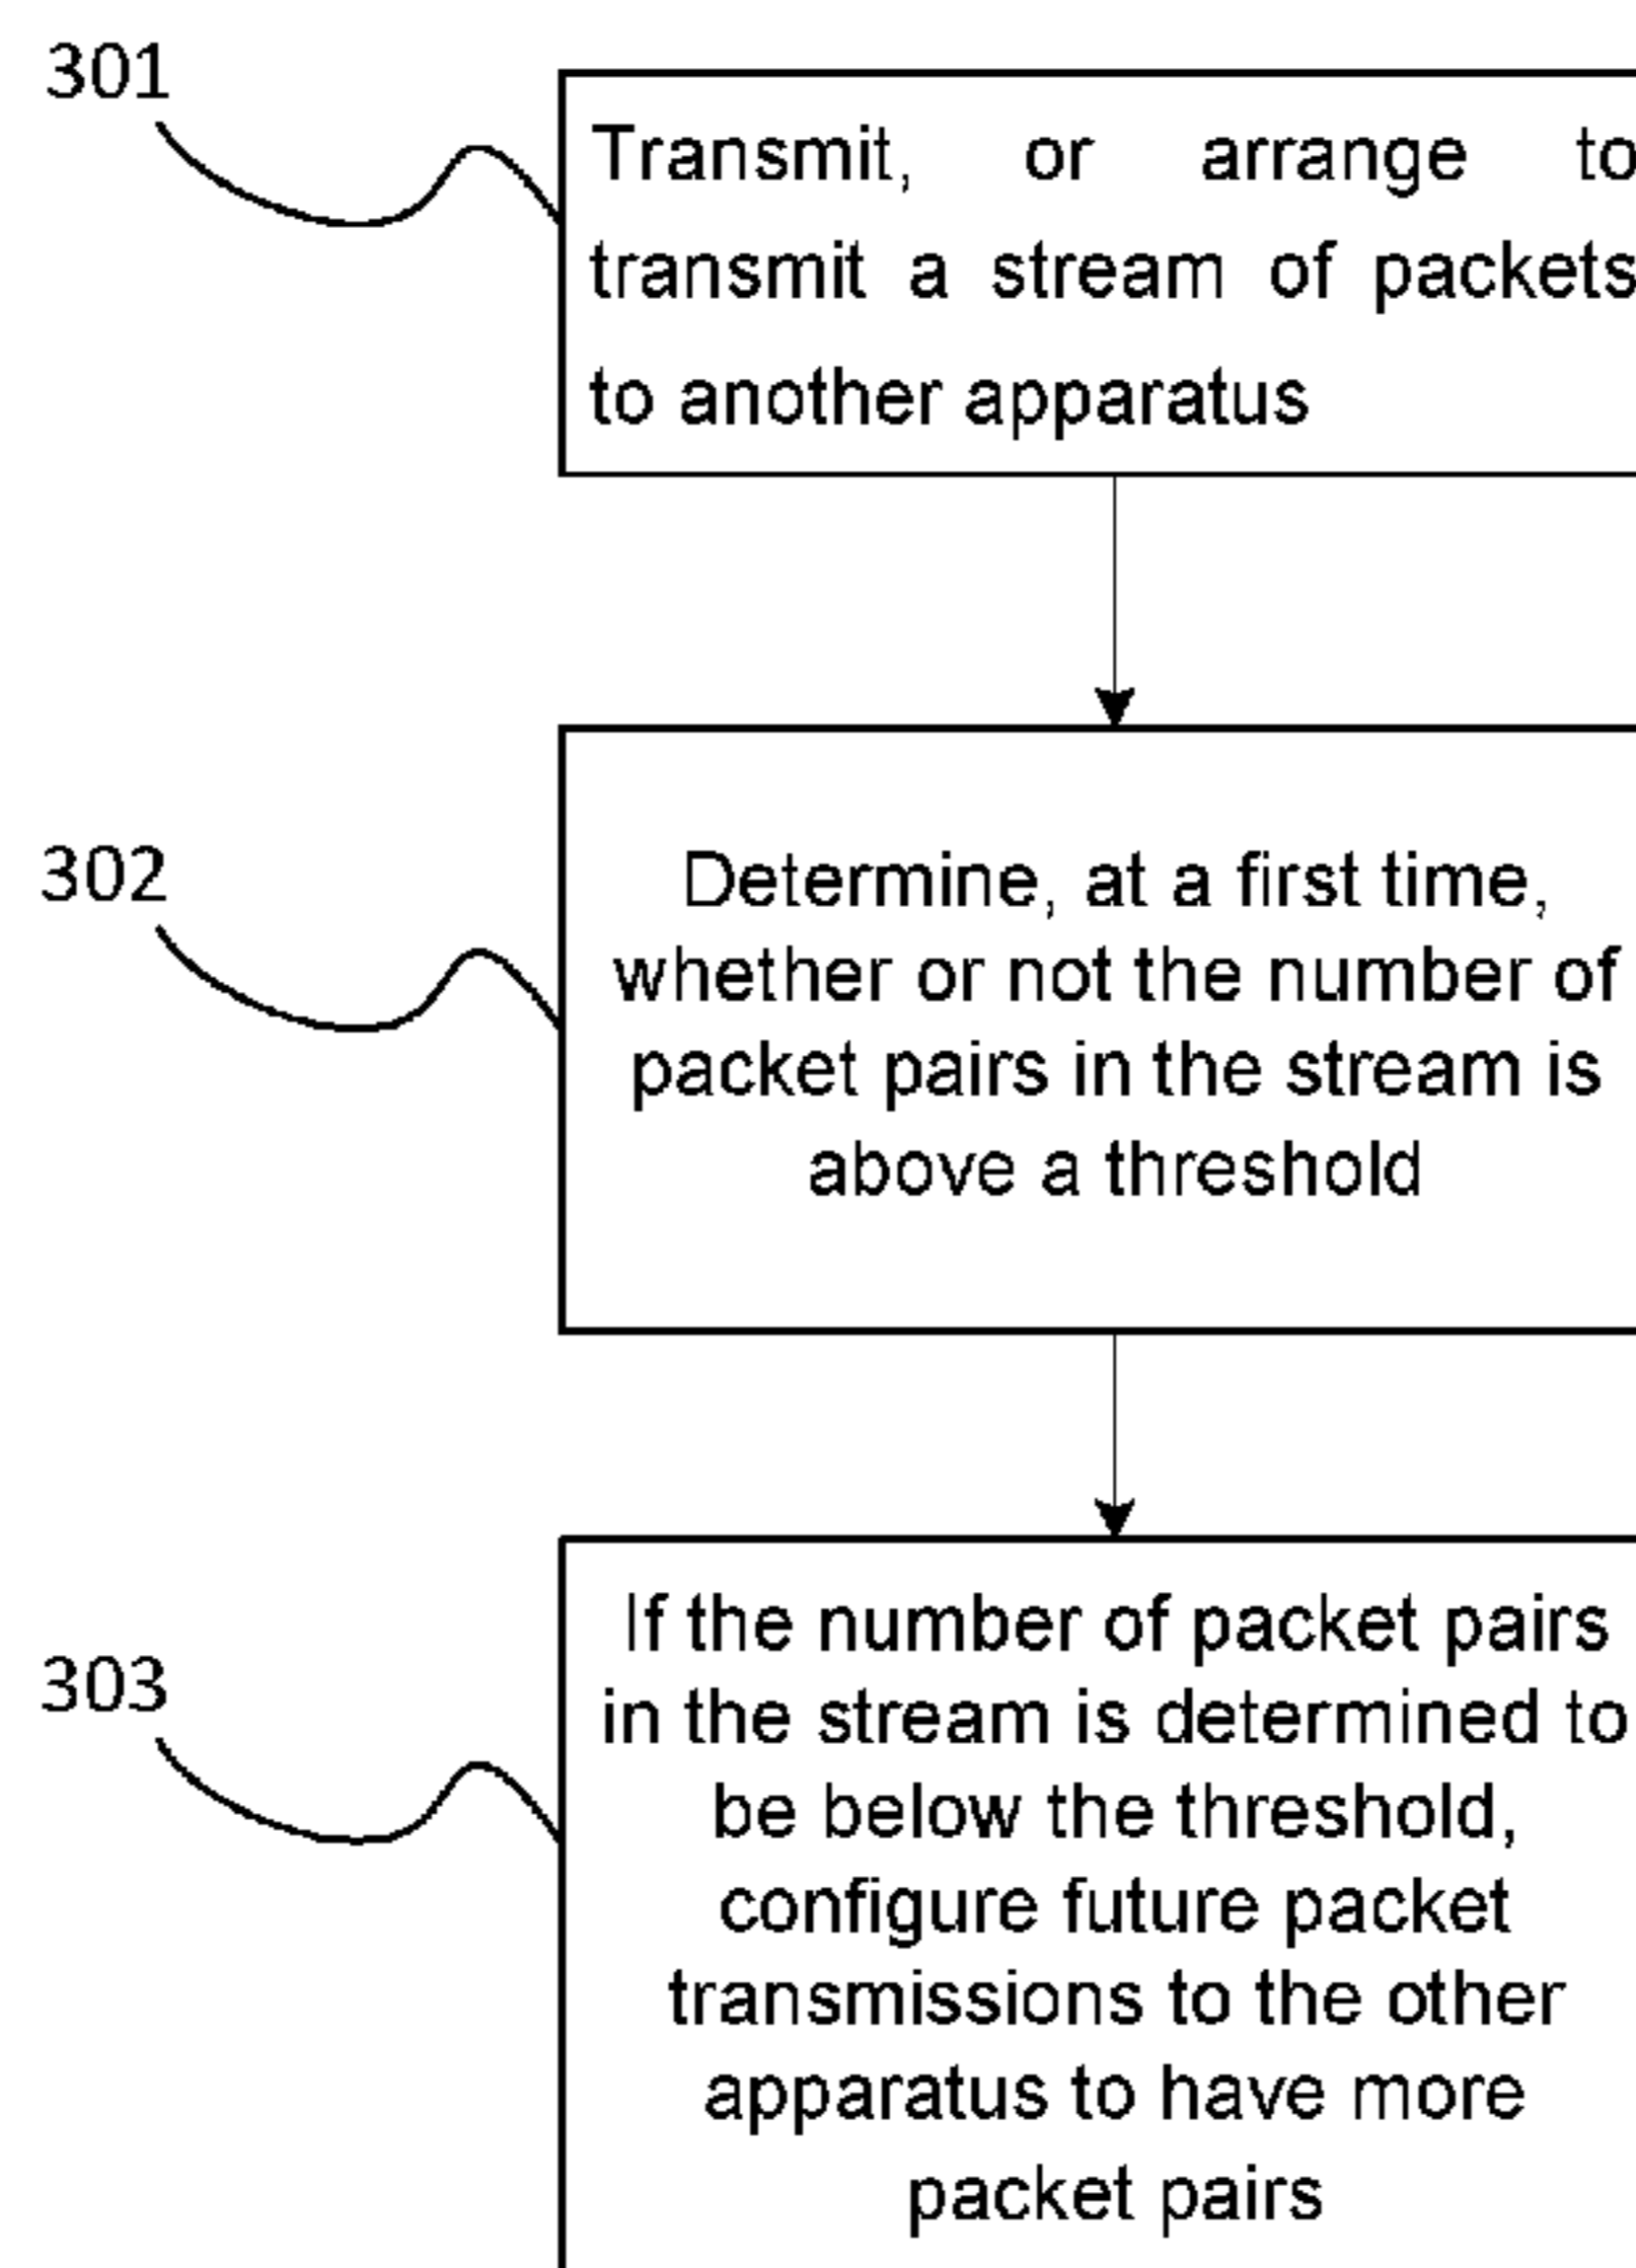 301
Transmit, or arrange to
transmit a stream of packets
to another apparatus
302
Determine, at a first time,
whether or not the number of
packet pairs in the stream is
above a threshold
303
If the number of packet pairs
in the stream is determined to
be below the threshold,
configure future packet
transmissions to the other
apparatus to have more
packet pairs